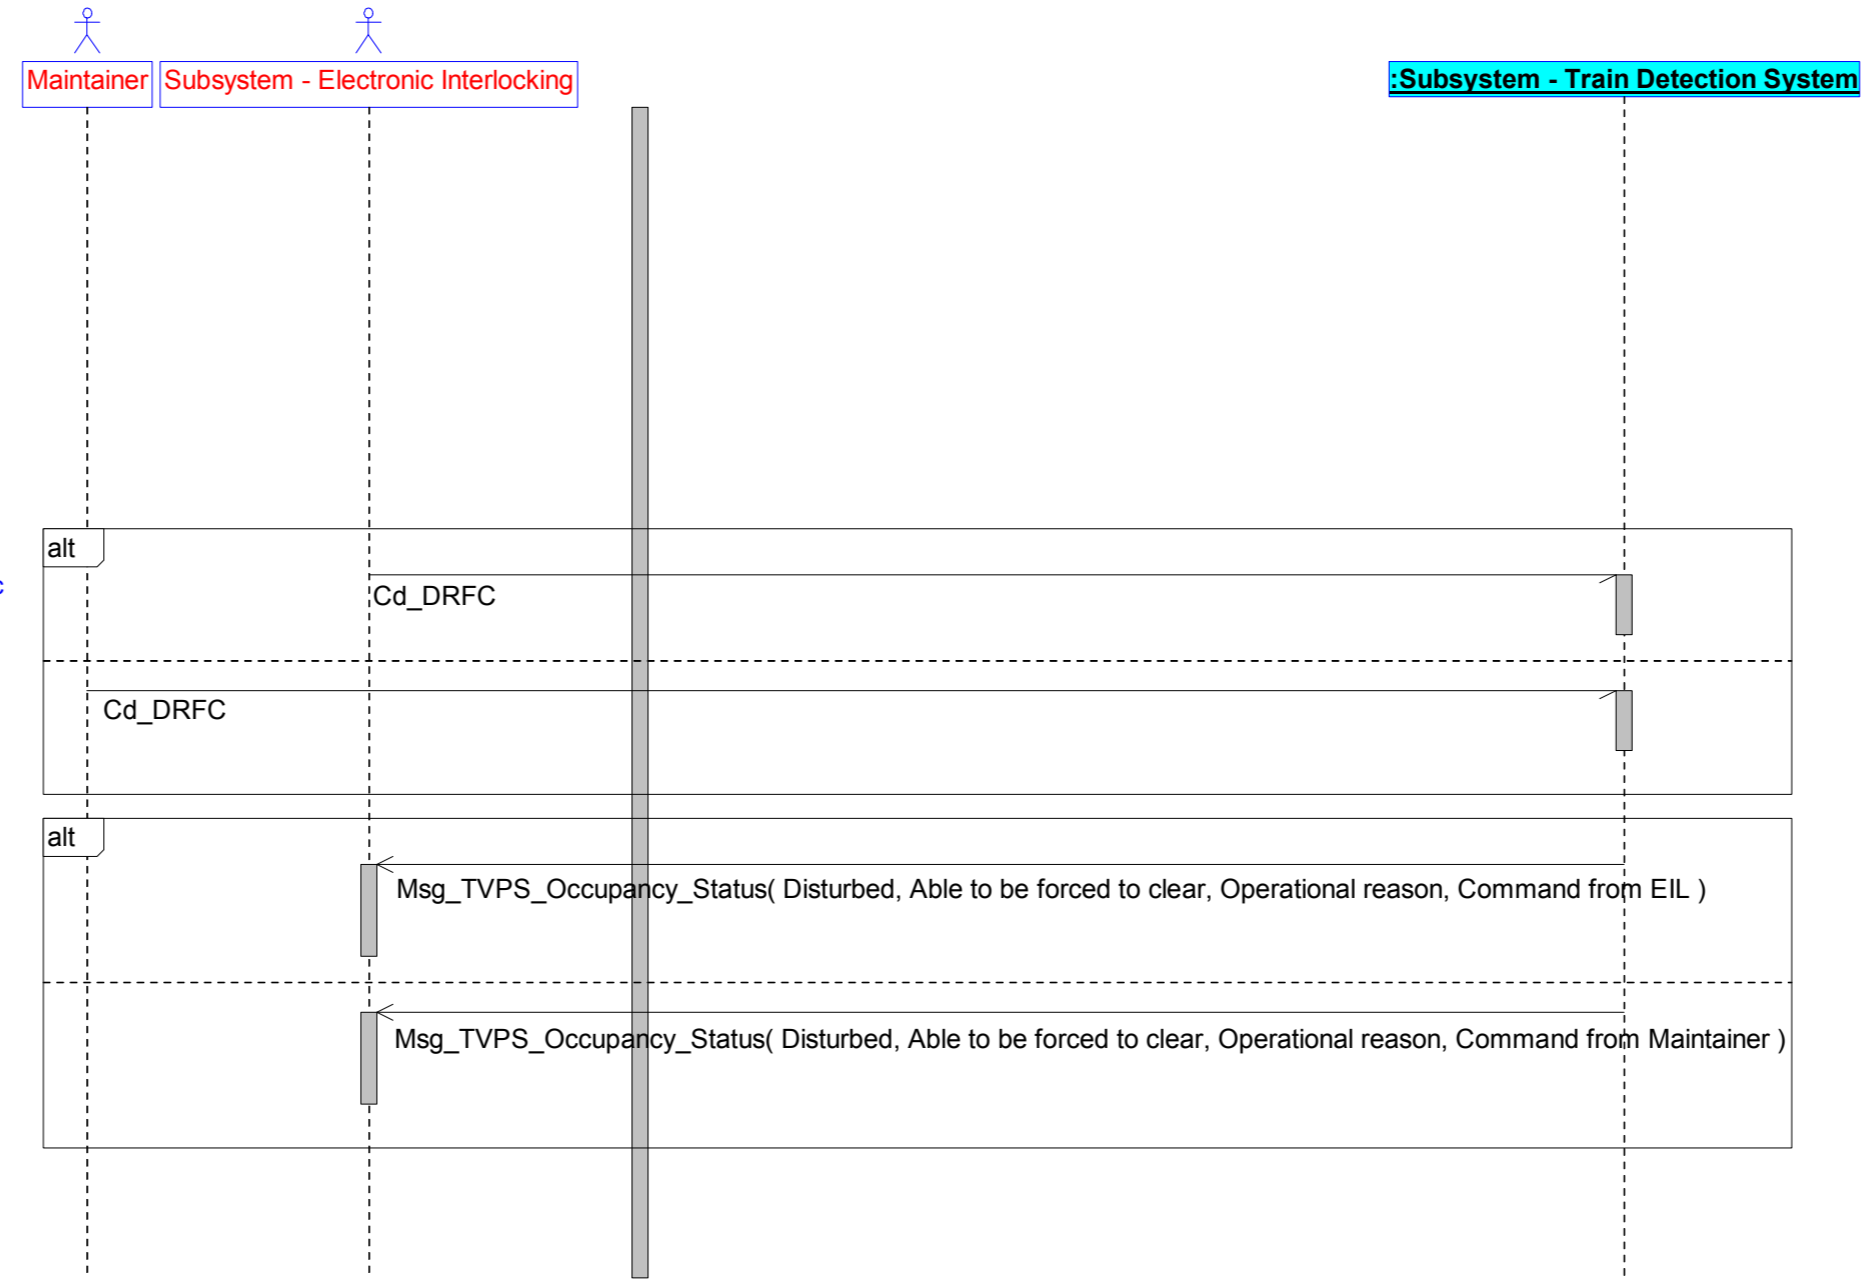 Maintainer
Subsystem - Electronic Interlocking
:Subsystem - Train Detection System
alt
Cd_DRFC
Cd_DRFC
alt
Msg_TVPS_Occupancy_Status( Disturbed, Able to be forced to clear, Operational reason, Command from EIL )
Msg_TVPS_Occupancy_Status( Disturbed, Able to be forced to clear, Operational reason, Command from Maintainer )